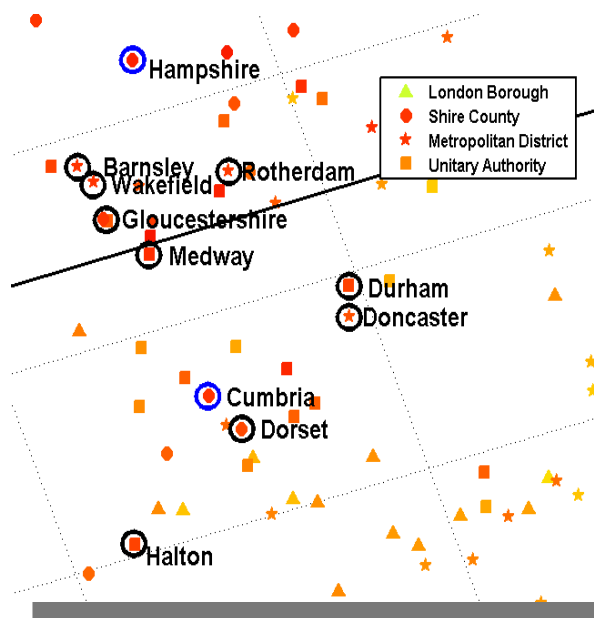 Hampshire
London Borough
Shire County
Metropolitan District
Unitary Authority
Barnsley
Rotherdam
Wakefield
Gloucestershire
Medway
Durham
Doncaster
Cumbria
Dorset
Halton